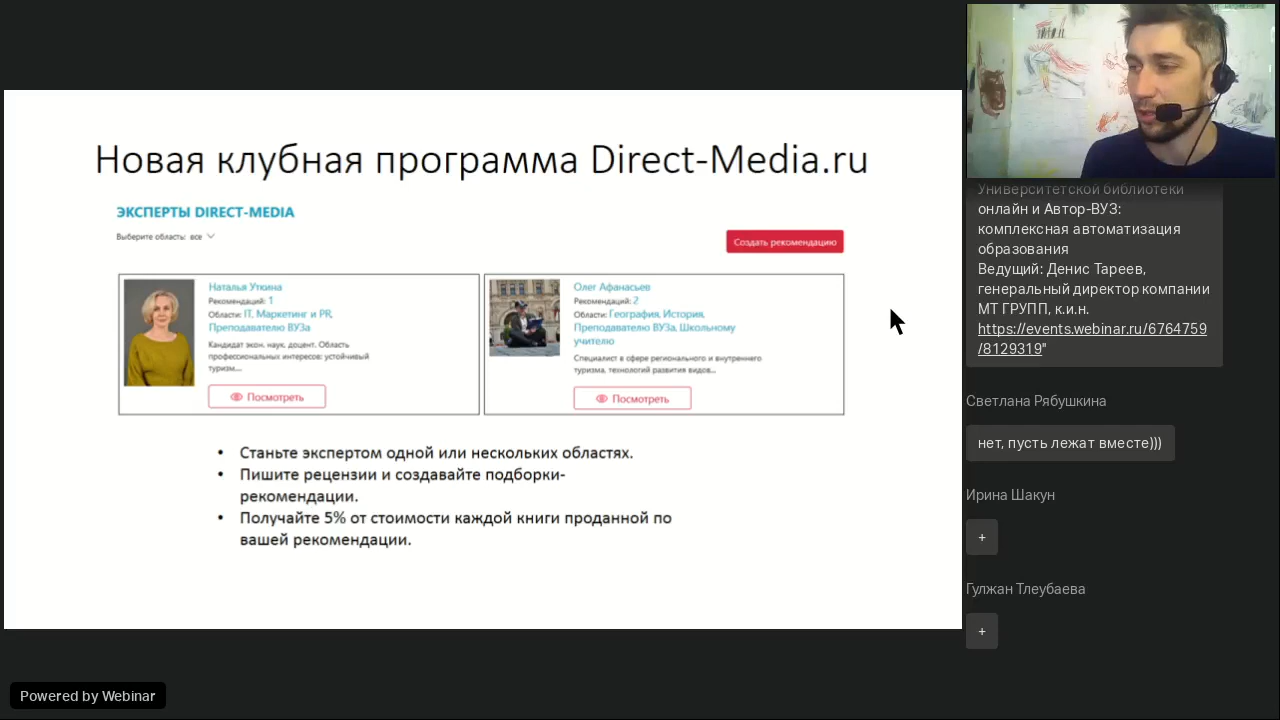 Новая клубная программа Direct-Media.ru
ЭКСПЕРТЫ DIRECT-MEDIA
Выберите область: все
Создать рекомендацию
Наталья Уткина
Рекомендаций: 1
Области: IT, Маркетинг и PR,
Преподавателю ВУЗа
Кандидат экон. наук, доцент. Область
профессиональных интересов: устойчивый
туризм...
Посмотреть
Олег Афанасьев
Рекомендаций: 2
Области: География, История,
Преподавателю ВУЗа, Школьному
учителю
Специалист в сфере регионального и внутреннего
туризма, технологий развития видов...
Посмотреть
• Станьте экспертом одной или нескольких областях.
• Пишите рецензии и создавайте подборки-
рекомендации.
• Получайте 5% от стоимости каждой книги проданной по
вашей рекомендации.
Университетской библиотеки
онлайн и Автор-ВУЗ:
комплексная автоматизация
образования
Ведущий: Денис Тареев,
генеральный директор компании
МТ ГРУПП, к.и.н.
https://events.webinar.ru/6764759
/8129319"
Светлана Рябушкина
нет, пусть лежат вместе)))
Ирина Шакун
+
Гулжан Тлеубаева
+
Powered by Webinar